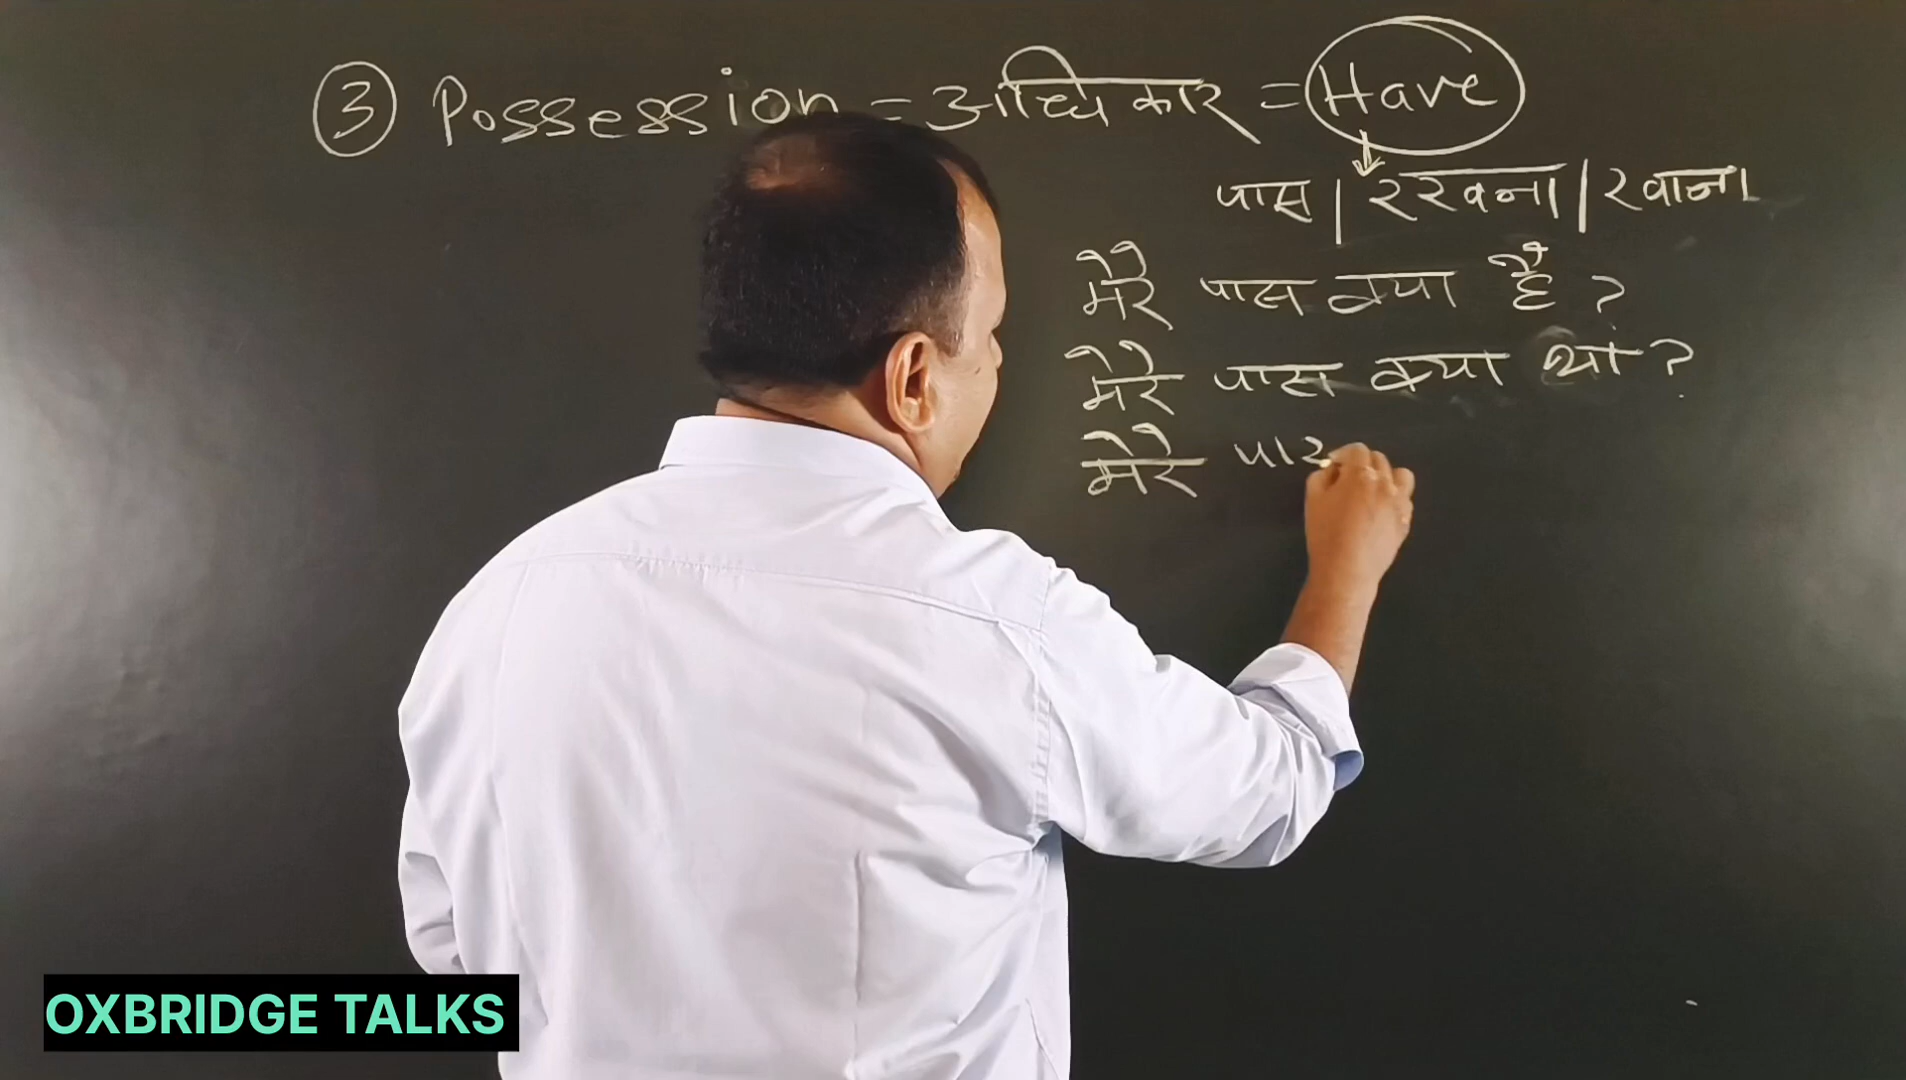 ③ Possession = अधिकार = Have
पास | रखना | खाना
मेरे पास क्या है ?
मेरे पास क्या था ?
मेरे पास
OXBRIDGE TALKS